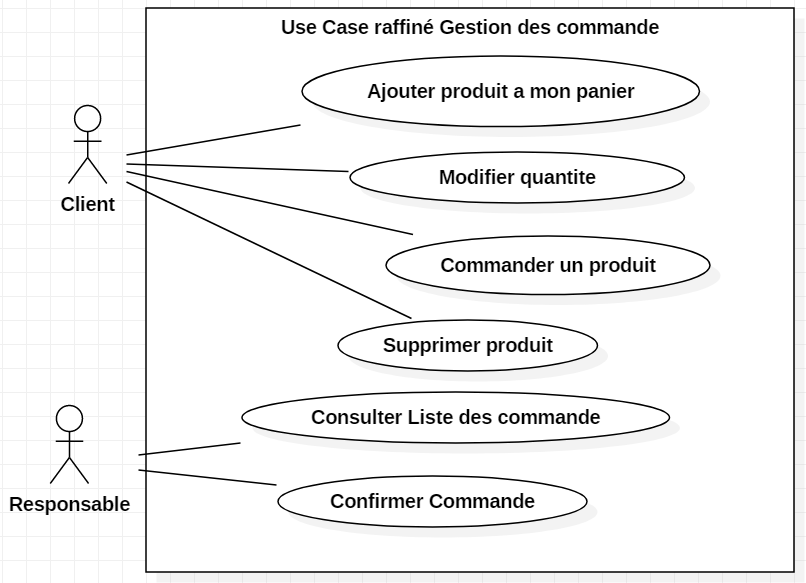 Use Case raffiné Gestion des commande
Ajouter produit a mon panier
Modifier quantite
Client
Commander un produit
Supprimer produit
Consulter Liste des commande
Responsable
Confirmer Commande